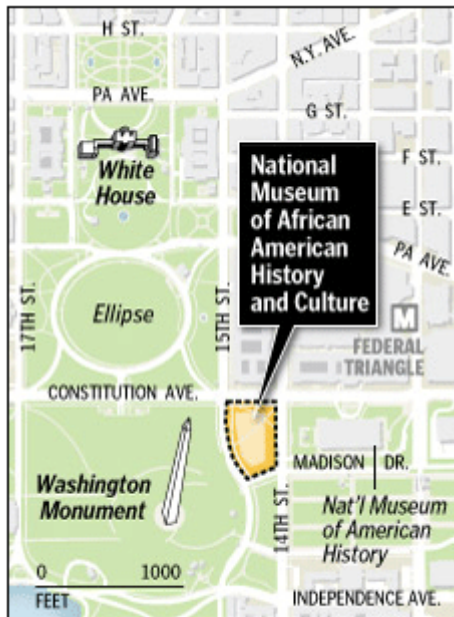 H ST.
N.Y. AVE.
PA AVE.
G ST.
White
House
National
Museum
of African
American
History
and Culture
F ST.
E ST.
PA AVE.
17TH ST.
Ellipse
15TH ST.
M
FEDERAL
TRIANGLE
CONSTITUTION AVE.
Washington
Monument
14TH ST.
MADISON DR.
Nat'l Museum
of American
History
0 1000
FEET
INDEPENDENCE AVE.